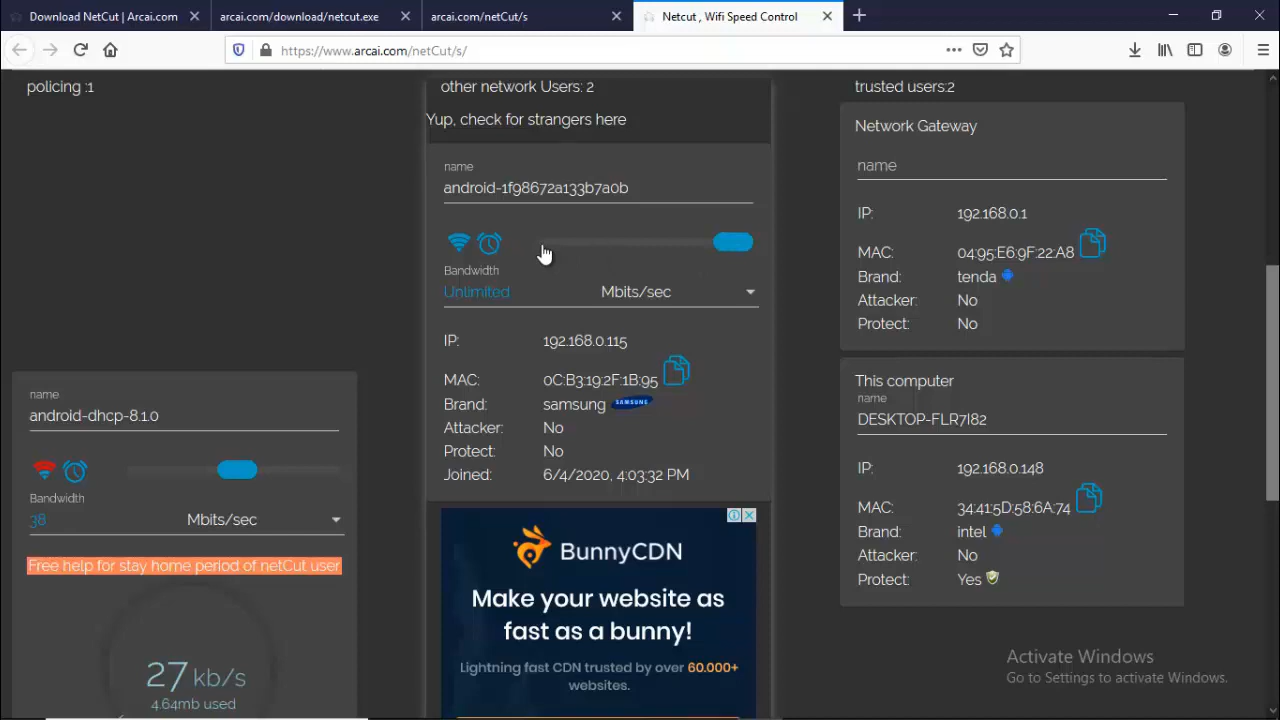 Download NetCut | Arcai.com
arcai.com/download/netcut.exe
arcai.com/netCut/s
Netcut , Wifi Speed Control
https://www.arcai.com/netCut/s/
policing :1
name
android-dhcp-8.1.0
Bandwidth
38 Mbits/sec
Free help for stay home period of netCut user
27 kb/s
4.64mb used
other network Users: 2
Yup, check for strangers here
name
android-1f98672a133b7a0b
Bandwidth
Unlimited Mbits/sec
IP: 192.168.0.115
MAC: 0C:B3:19:2F:1B:95
Brand: samsung SAMSUNG
Attacker: No
Protect: No
Joined: 6/4/2020, 4:03:32 PM
BunnyCDN
Make your website as
fast as a bunny!
Lightning fast CDN trusted by over 60.000+
websites.
trusted users:2
Network Gateway
name
IP: 192.168.0.1
MAC: 04:95:E6:9F:22:A8
Brand: tenda
Attacker: No
Protect: No
This computer
name
DESKTOP-FLR7I82
IP: 192.168.0.148
MAC: 34:41:5D:58:6A:74
Brand: intel
Attacker: No
Protect: Yes
Activate Windows
Go to Settings to activate Windows.